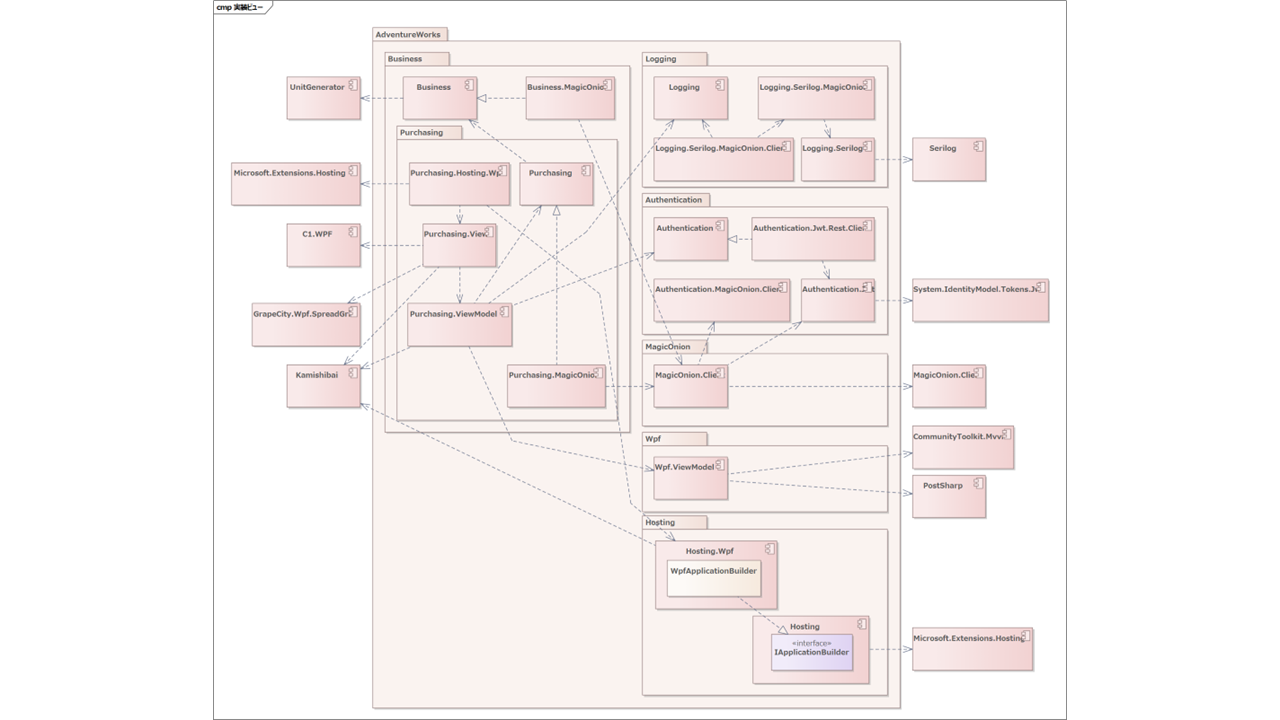 cmp 実装ビュー
AdventureWorks
Business
UnitGenerator
Business
Business.MagicOnio
Purchasing
Microsoft.Extensions.Hosting
Purchasing.Hosting.Wp
Purchasing
C1.WPF
Purchasing.View
GrapeCity.Wpf.SpreadGr
Purchasing.ViewModel
Kamishibai
Purchasing.MagicOnio
Logging
Logging
Logging.Serilog.MagicOnio
Logging.Serilog.MagicOnion.Clien
Logging.Serilog
Serilog
Authentication
Authentication
Authentication.Jwt.Rest.Clie
Authentication.MagicOnion.Clien
Authentication.
System.IdentityModel.Tokens.J
MagicOnion
MagicOnion.Clie
MagicOnion.Clie
Wpf
Wpf.ViewModel
CommunityToolkit.Mvv
PostSharp
Hosting
Hosting.Wpf
WpfApplicationBuilder
Hosting
«interface»
IApplicationBuilder
Microsoft.Extensions.Hosting